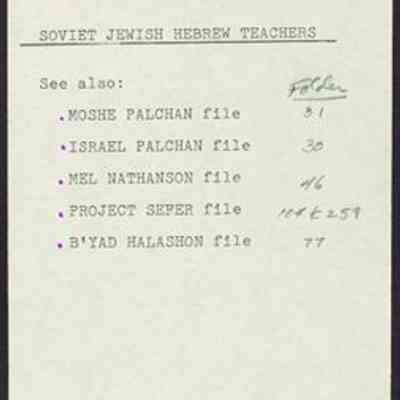 SOVIET JEWISH HEBREW TEACHERS
See also: Folder
.MOSHE PALCHAN file 31
.ISRAEL PALCHAN file 30
.MEL NATHANSON file 46
.PROJECT SEFER file & 259
.B'YAD HALASHON file 77